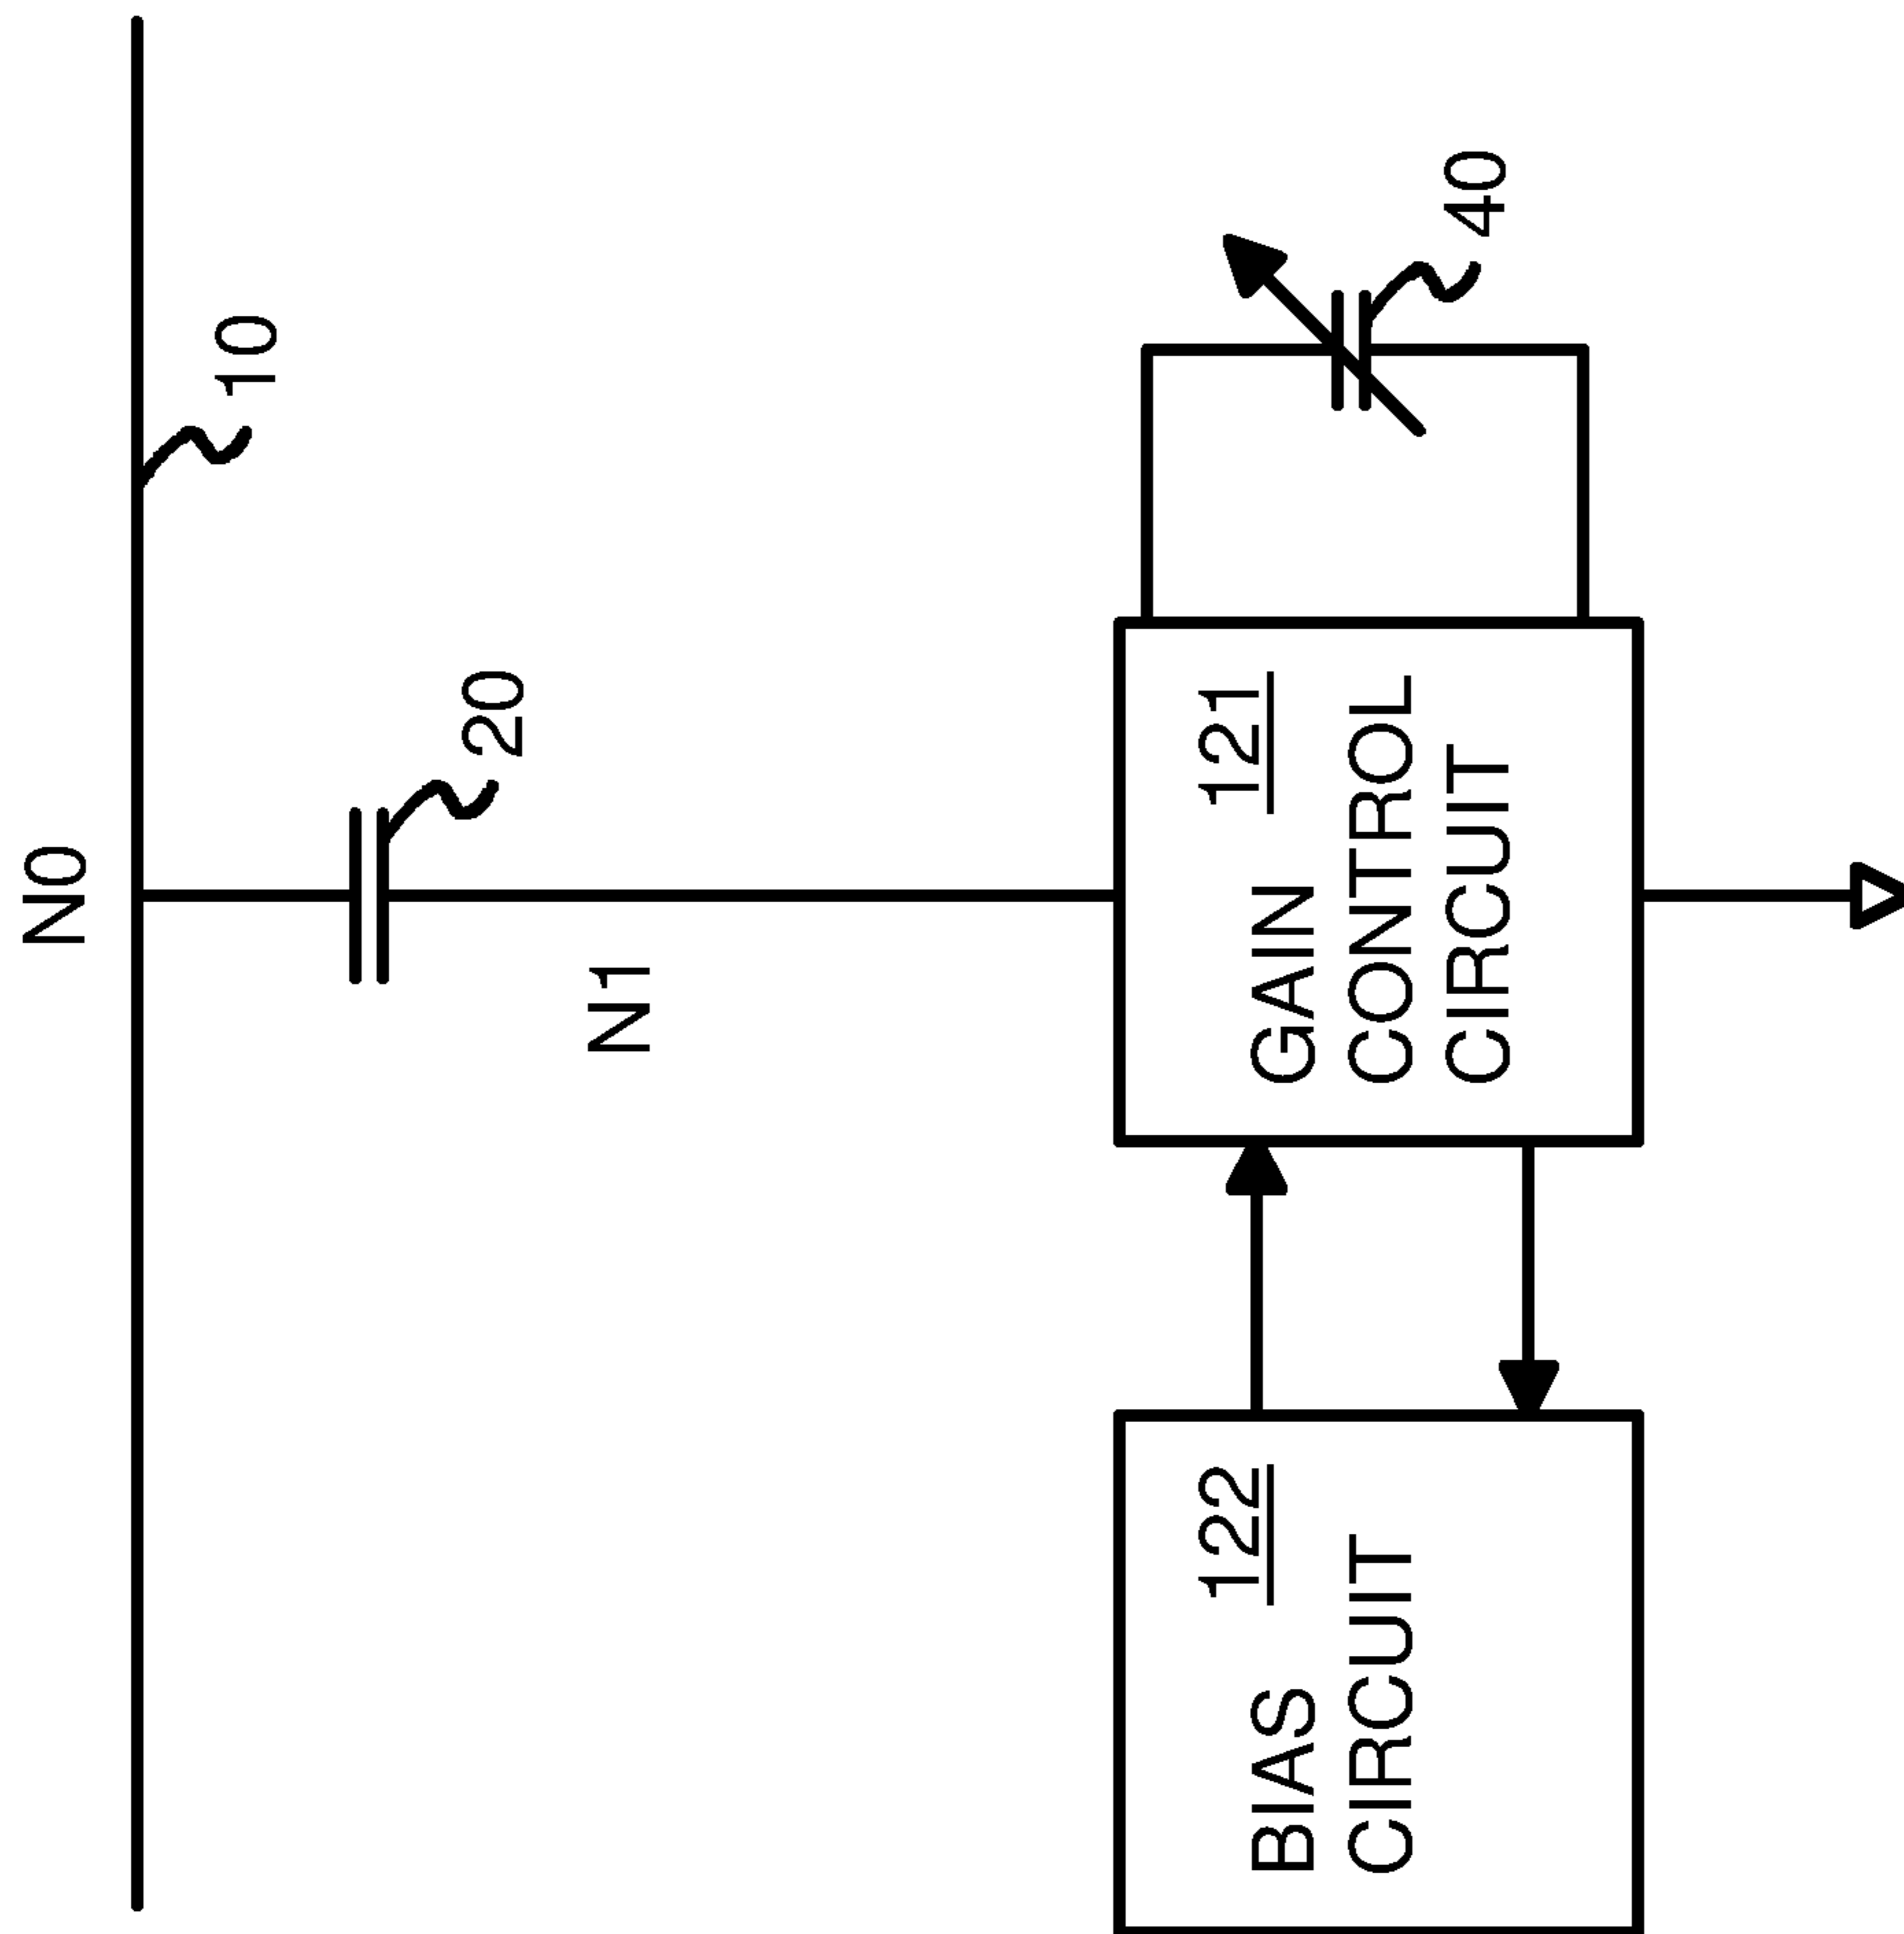 N0
10
20
N1
40
121
GAIN
CONTROL
CIRCUIT
122
BIAS
CIRCUIT